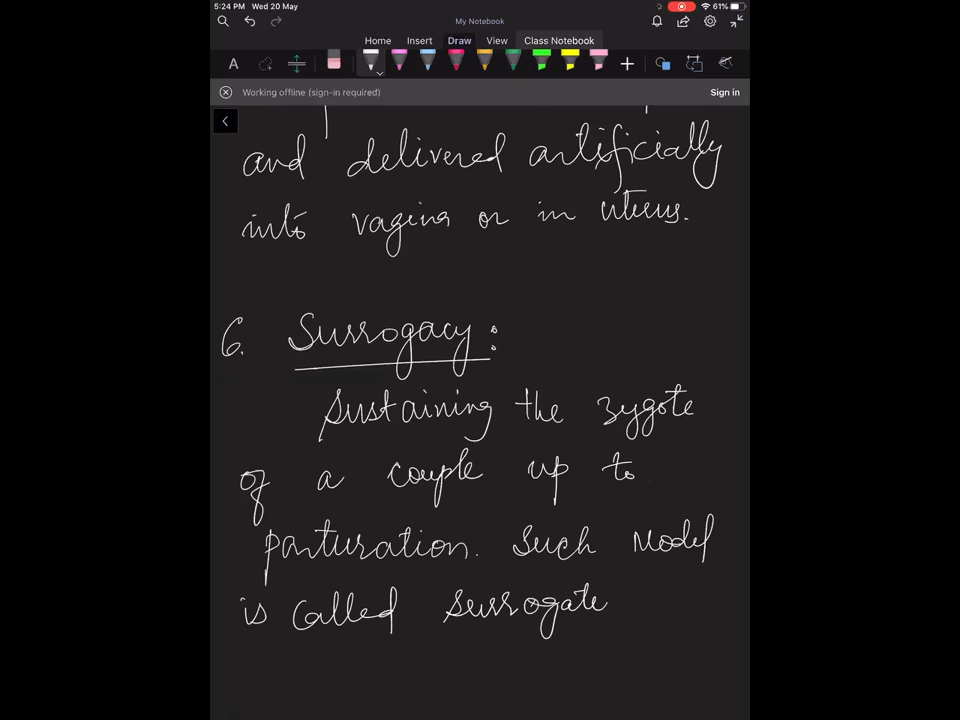 5:24 PM Wed 20 May
61%
My Notebook
Home Insert Draw View Class Notebook
A
Working offline (sign-in required) Sign in
and delivered artificially
into vagina or in uterus.
6. Surrogacy:
Sustaining the zygote
of a couple up to
parturation. Such model
is called surrogate